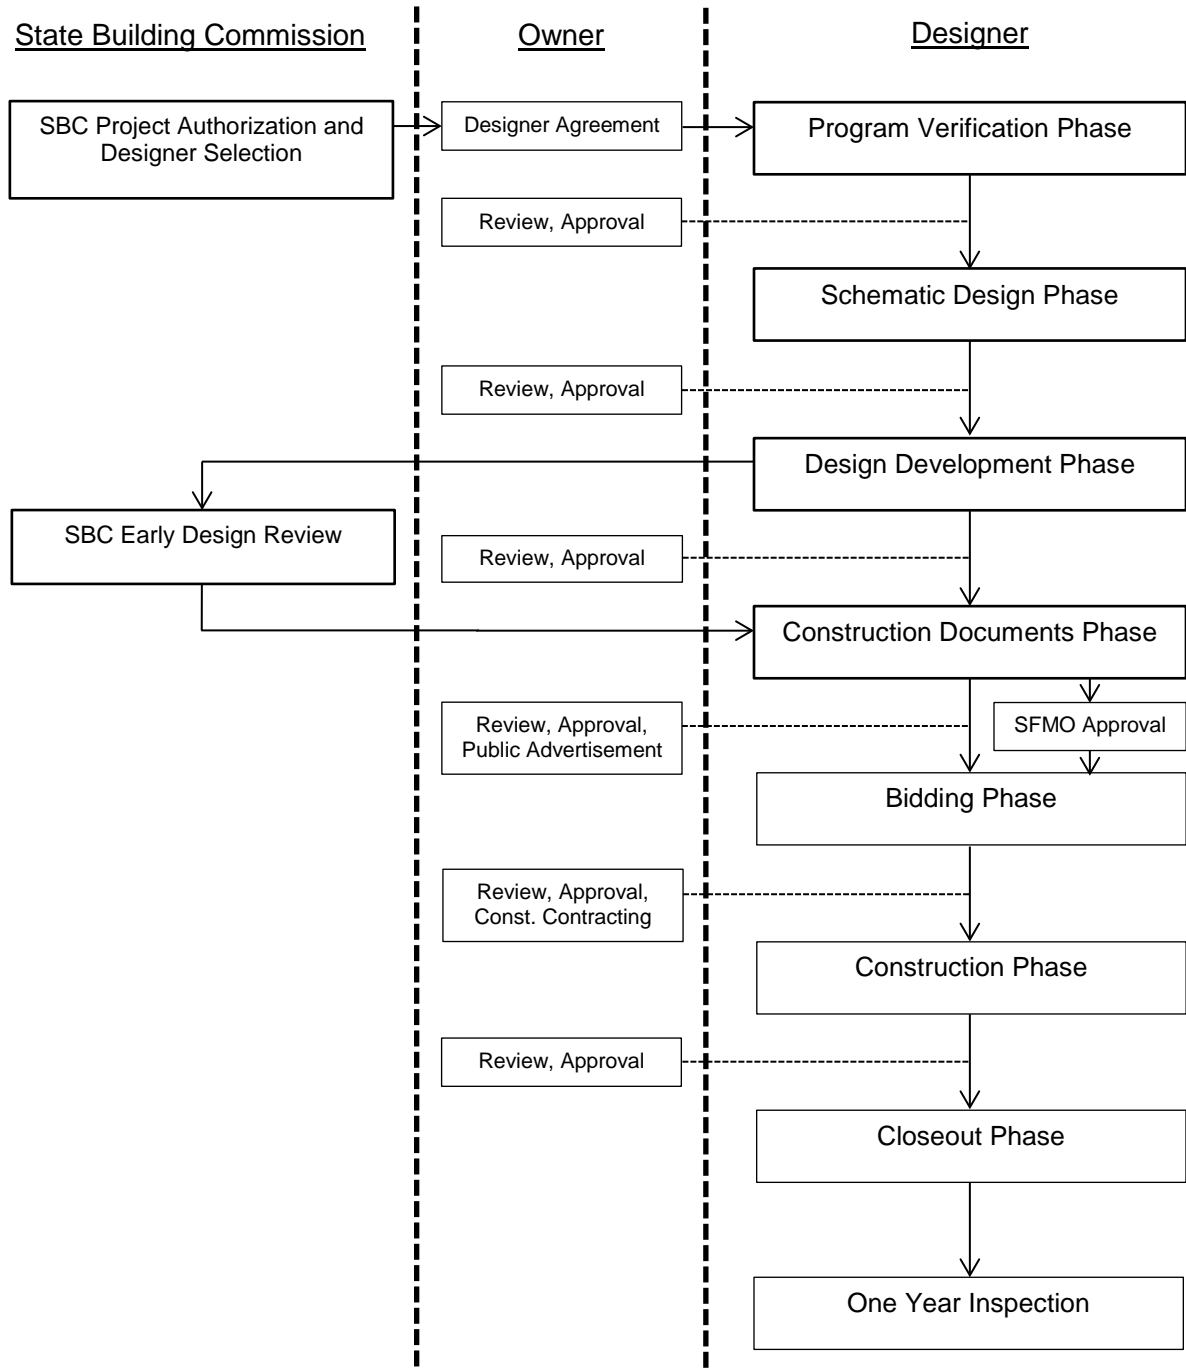 State Building Commission
Owner
Designer
SBC Project Authorization and
Designer Selection
Designer Agreement
Program Verification Phase
Review, Approval
Schematic Design Phase
Review, Approval
Design Development Phase
SBC Early Design Review
Review, Approval
Construction Documents Phase
Review, Approval,
Public Advertisement
SFMO Approval
Bidding Phase
Review, Approval,
Const. Contracting
Construction Phase
Review, Approval
Closeout Phase
One Year Inspection